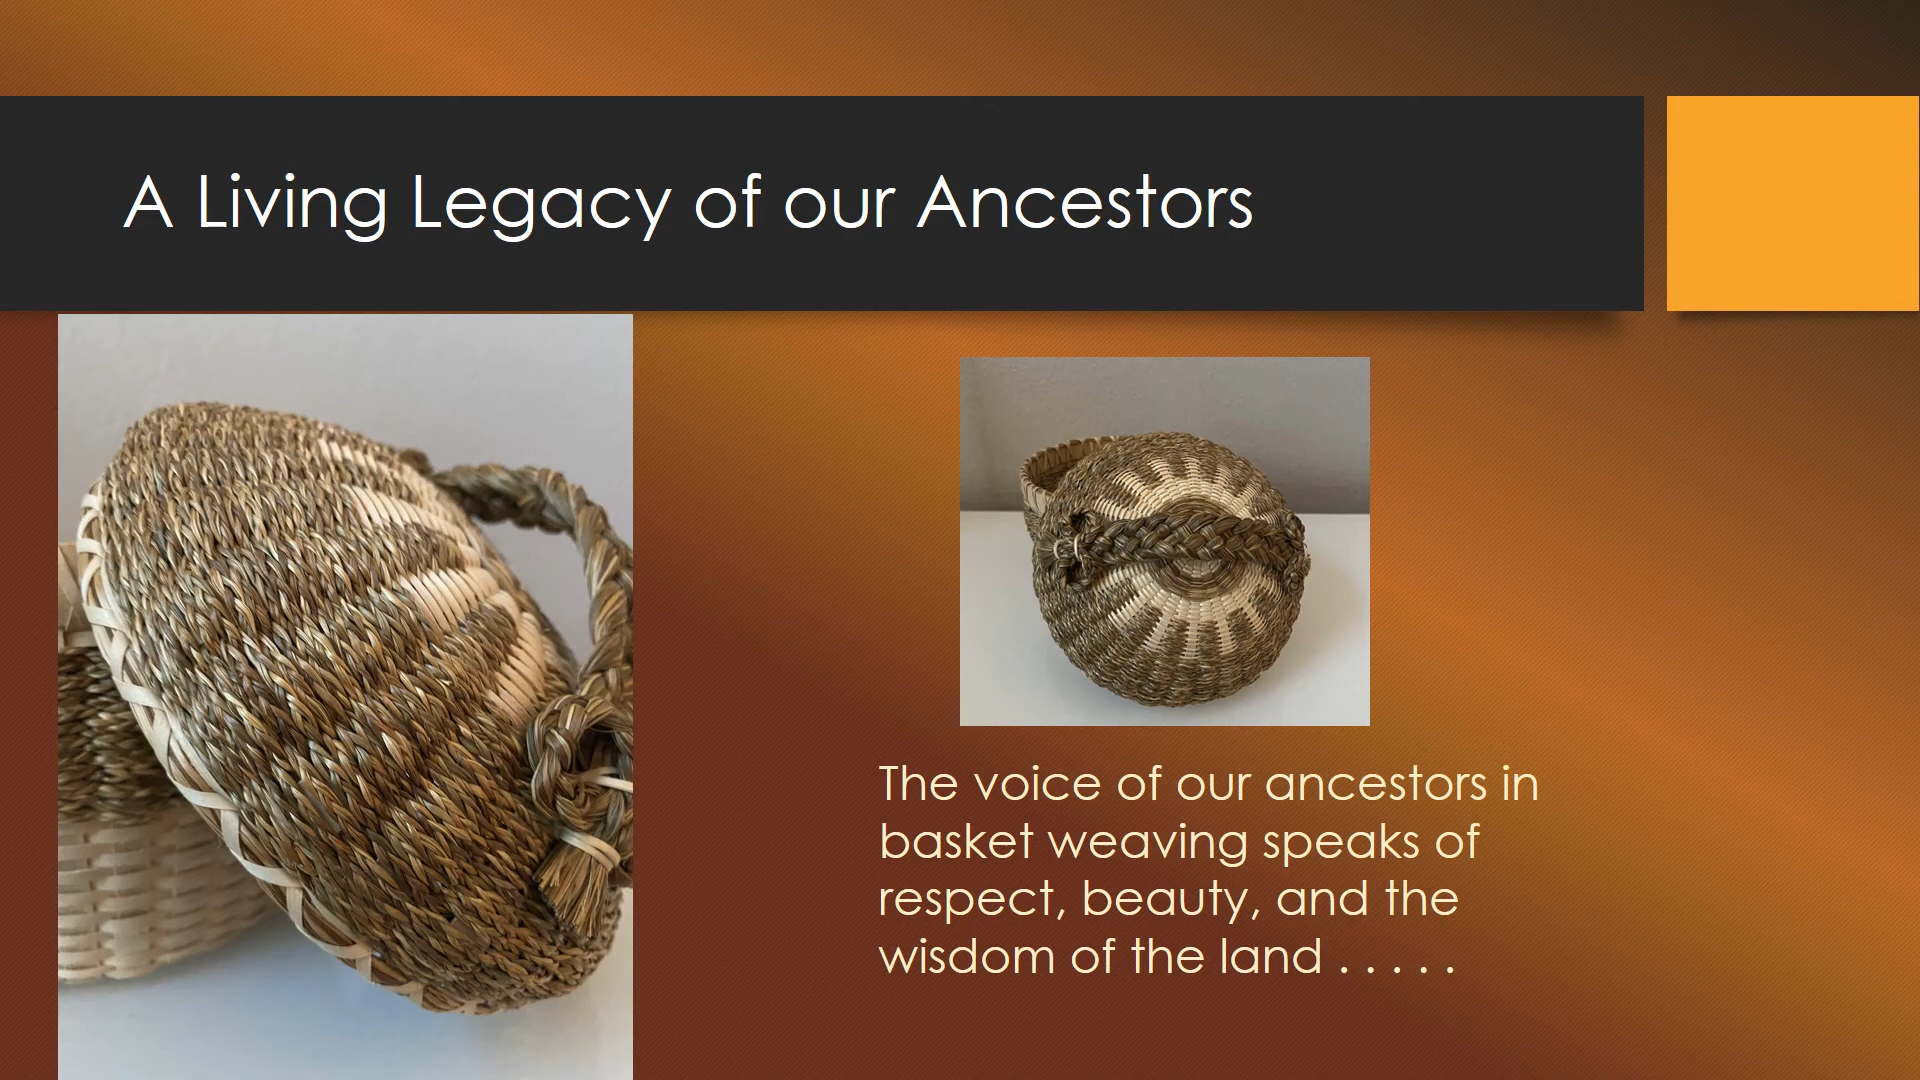 A Living Legacy of our Ancestors
The voice of our ancestors in
basket weaving speaks of
respect, beauty, and the
wisdom of the land . . . . .